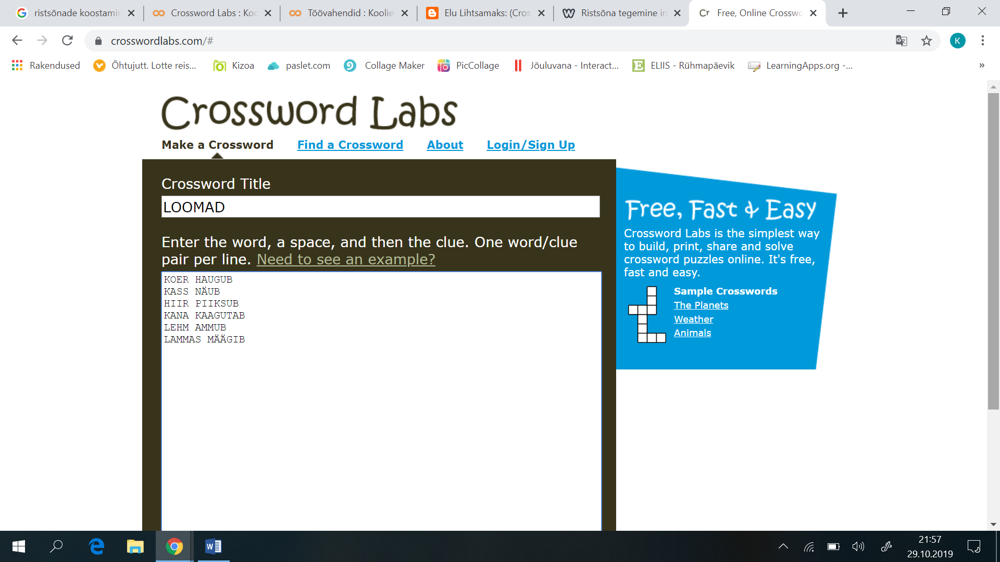 ristsõnade koostamin
Crossword Labs : Koo
Töövahendid : Koolie
Elu Lihtsamaks: (Cros
Ristsõna tegemine in
Free, Online Crosswo
crosswordlabs.com/#
K
Rakendused
Õhtujutt. Lotte reis...
Kizoa
paslet.com
Collage Maker
PicCollage
Jõuluvana - Interact...
ELIIS - Rühmapäevik
LearningApps.org -...
»
Crossword Labs
Make a Crossword
Find a Crossword
About
Login/Sign Up
Crossword Title
LOOMAD
Enter the word, a space, and then the clue. One word/clue
pair per line. Need to see an example?
KOER HAUGUB
KASS NÄUB
HIIR PIIKSUB
KANA KAAGUTAB
LEHM AMMUB
LAMMAS MÄÄGIB
Free, Fast & Easy
Crossword Labs is the simplest way
to build, print, share and solve
crossword puzzles online. It's free,
fast and easy.
Sample Crosswords
The Planets
Weather
Animals
21:57
29.10.2019